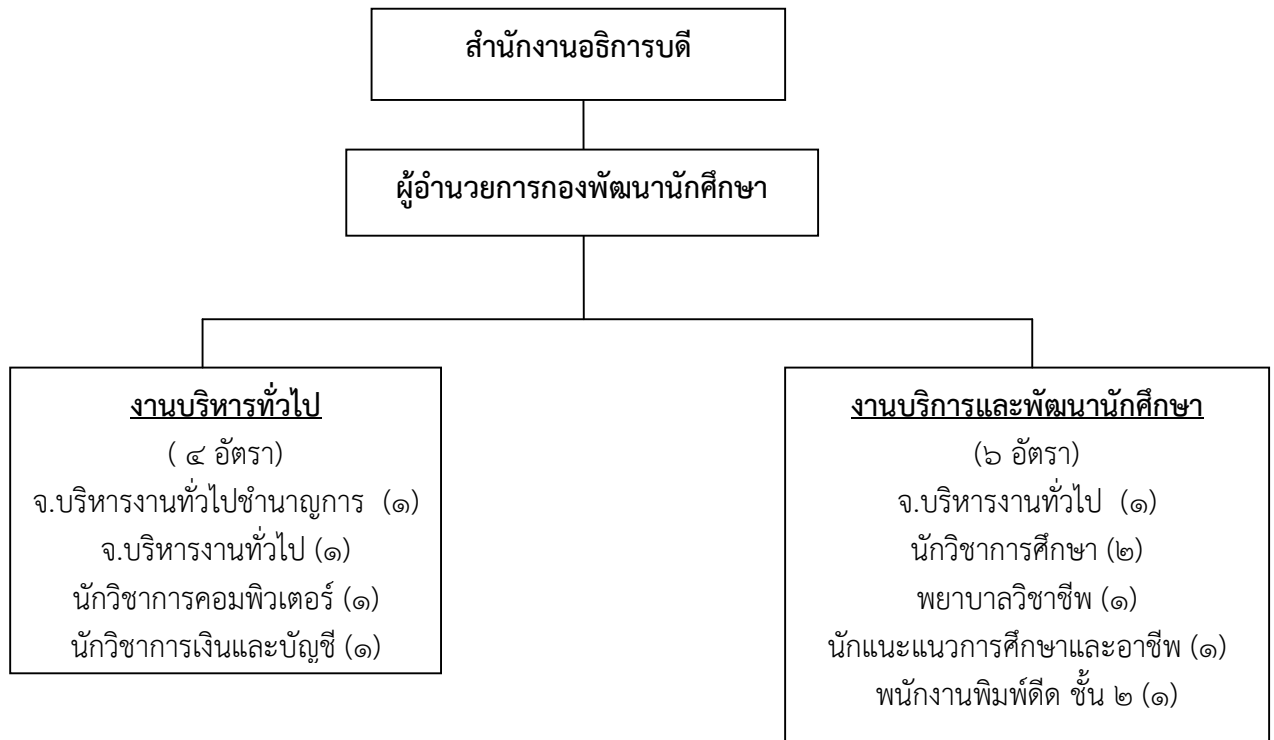 สำนักงานอธิการบดี
ผู้อำนวยการกองพัฒนานักศึกษา
งานบริหารทั่วไป
( ๔ อัตรา)
จ.บริหารงานทั่วไปชำนาญการ (๑)
จ.บริหารงานทั่วไป (๑)
นักวิชาการคอมพิวเตอร์ (๑)
นักวิชาการเงินและบัญชี (๑)
งานบริการและพัฒนานักศึกษา
(๖ อัตรา)
จ.บริหารงานทั่วไป (๑)
นักวิชาการศึกษา (๒)
พยาบาลวิชาชีพ (๑)
นักแนะแนวการศึกษาและอาชีพ (๑)
พนักงานพิมพ์ดีด ชั้น ๒ (๑)